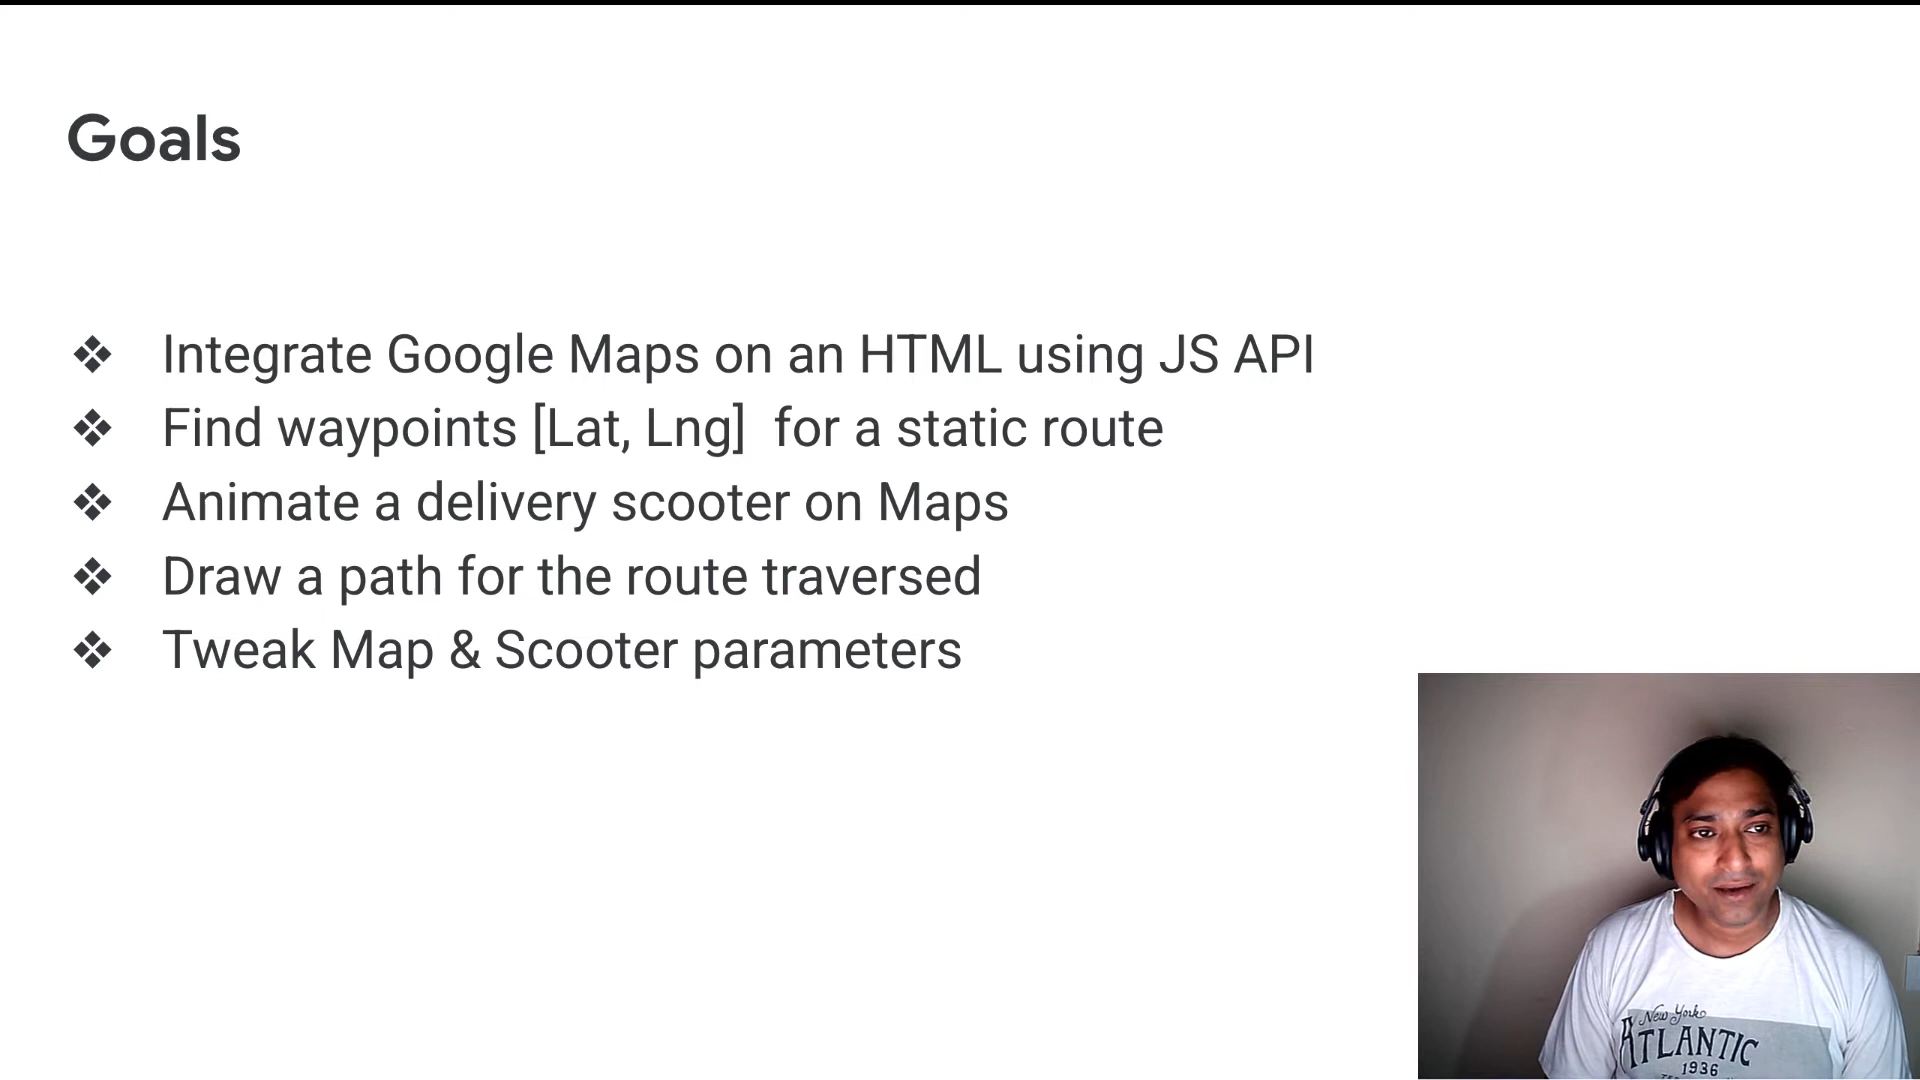 Goals
❖ Integrate Google Maps on an HTML using JS API
❖ Find waypoints [Lat, Lng] for a static route
❖ Animate a delivery scooter on Maps
❖ Draw a path for the route traversed
❖ Tweak Map & Scooter parameters
New York
ATLANTIC
1936